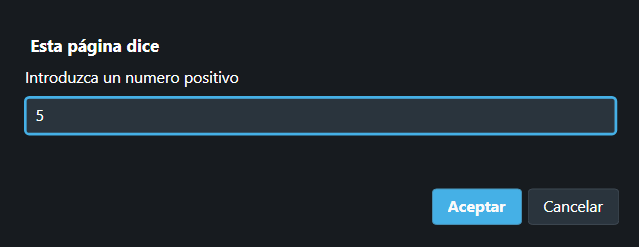 Esta página dice
Introduzca un numero positivo
5
Aceptar Cancelar